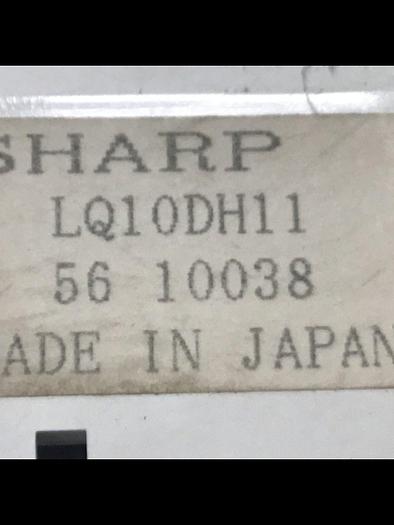 SHARP
LQ10DH11
56 10038
ADE IN JAPAN